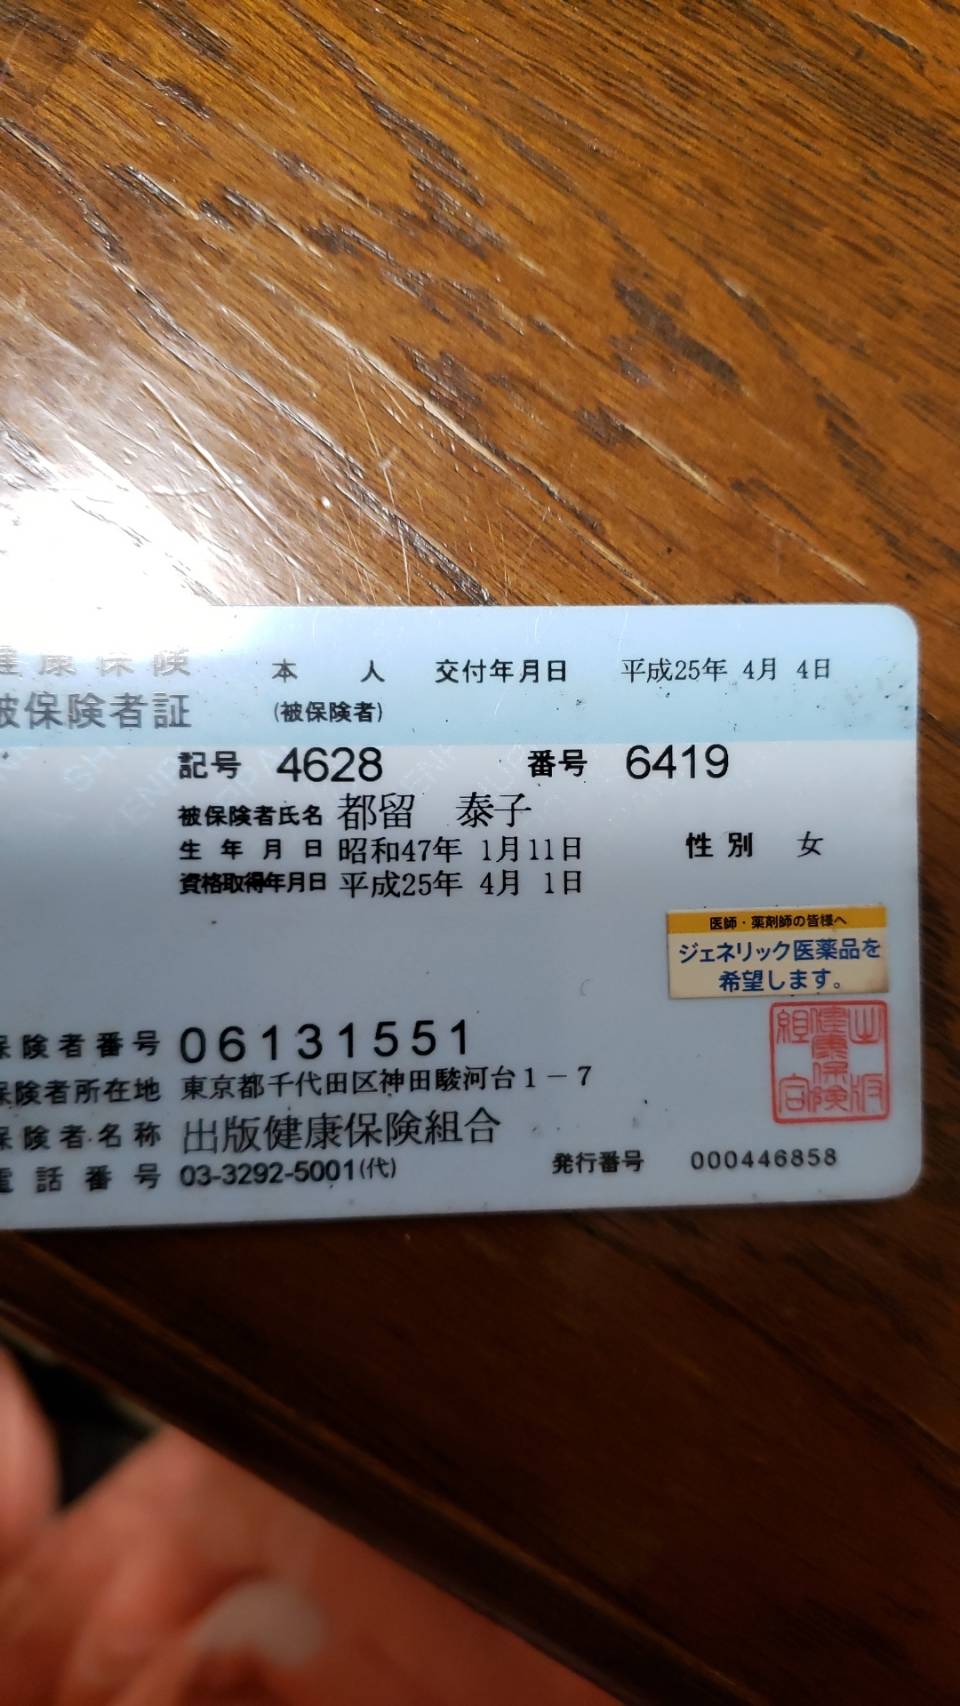 健康保険
被保険者証
本人 交付年月日 平成25年 4月 4日
(被保険者)
記号 4628 番号 6419
被保険者氏名 都留 泰子
生年月日 昭和47年 1月11日 性別 女
資格取得年月日 平成25年 4月 1日
医師・薬剤師の皆様へ
ジェネリック医薬品を
希望します。
保険者番号 06131551
保険者所在地 東京都千代田区神田駿河台1-7
保険者名称 出版健康保険組合
電話番号 03-3292-5001(代) 発行番号 000446858